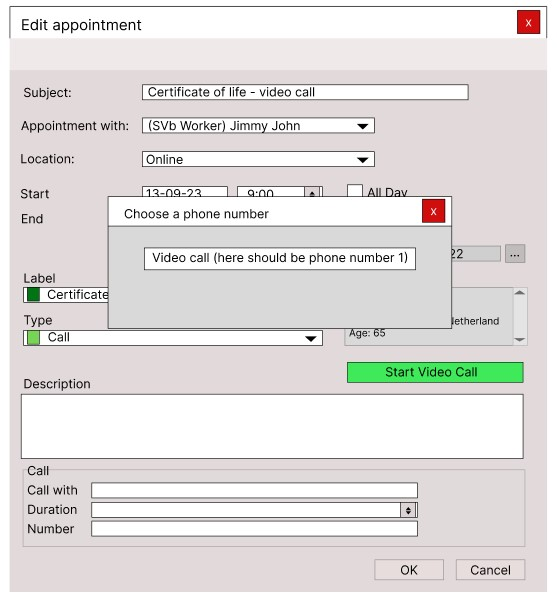 Edit appointment
x
Subject:
Certificate of life - video call
Appointment with:
(SVb Worker) Jimmy John
Location:
Online
Start
13-09-23
9:00
All Day
End
Choose a phone number
x
Video call (here should be phone number 1)
22
...
Label
Certificate
Type
Call
Netherland
Age: 65
Start Video Call
Description
Call
Call with
Duration
Number
OK
Cancel